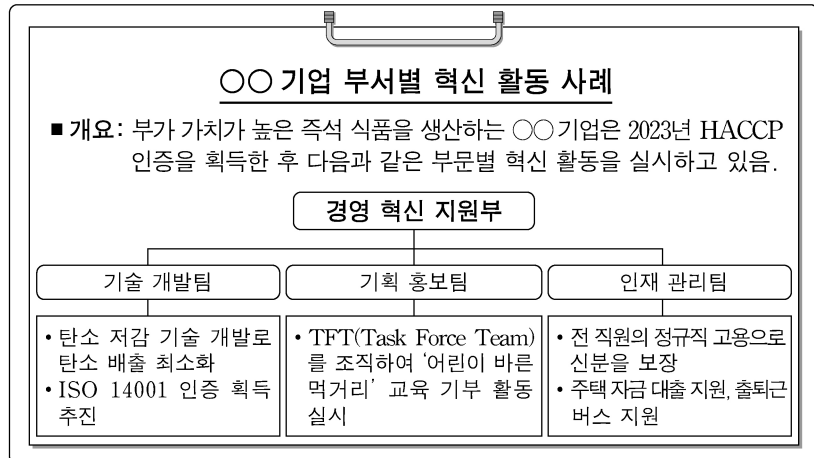 ○○ 기업 부서별 혁신 활동 사례
■ 개요: 부가 가치가 높은 즉석 식품을 생산하는 ○○ 기업은 2023년 HACCP
인증을 획득한 후 다음과 같은 부문별 혁신 활동을 실시하고 있음.
경영 혁신 지원부
기술 개발팀
• 탄소 저감 기술 개발로
탄소 배출 최소화
• ISO 14001 인증 획득
추진
기획 홍보팀
• TFT(Task Force Team)
를 조직하여 ‘어린이 바른
먹거리’ 교육 기부 활동
실시
인재 관리팀
• 전 직원의 정규직 고용으로
신분을 보장
• 주택 자금 대출 지원, 출퇴근
버스 지원